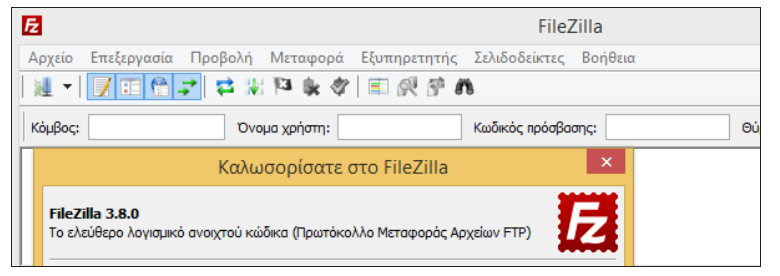 FileZilla
Αρχείο Επεξεργασία Προβολή Μεταφορά Εξυπηρετητής Σελιδοδείκτες Βοήθεια
Κόμβος: Όνομα χρήστη: Κωδικός πρόσβασης: Θύ
Καλωσορίσατε στο FileZilla
FileZilla 3.8.0
Το ελεύθερο λογισμικό ανοιχτού κώδικα (Πρωτόκολλο Μεταφοράς Αρχείων FTP)